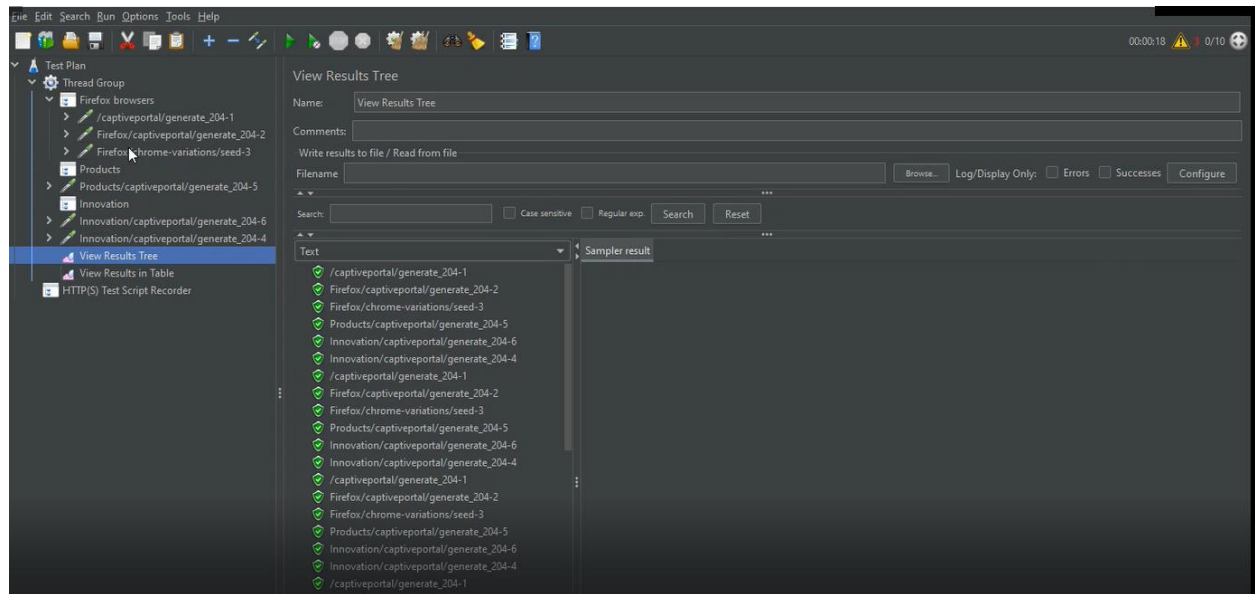 File Edit Search Run Options Tools Help
00:00:18 0/10
Test Plan
Thread Group
Firefox browsers
/captiveportal/generate_204-1
Firefox/captiveportal/generate_204-2
Firefox/chrome-variations/seed-3
Products
Products/captiveportal/generate_204-5
Innovation
Innovation/captiveportal/generate_204-6
Innovation/captiveportal/generate_204-4
View Results Tree
View Results in Table
HTTP(S) Test Script Recorder
View Results Tree
Name: View Results Tree
Comments:
Write results to file / Read from file
Filename Browse... Log/Display Only: Errors Successes Configure
Search: Case sensitive Regular exp. Search Reset
Text
Sampler result
/captiveportal/generate_204-1
Firefox/captiveportal/generate_204-2
Firefox/chrome-variations/seed-3
Products/captiveportal/generate_204-5
Innovation/captiveportal/generate_204-6
Innovation/captiveportal/generate_204-4
/captiveportal/generate_204-1
Firefox/captiveportal/generate_204-2
Firefox/chrome-variations/seed-3
Products/captiveportal/generate_204-5
Innovation/captiveportal/generate_204-6
Innovation/captiveportal/generate_204-4
/captiveportal/generate_204-1
Firefox/captiveportal/generate_204-2
Firefox/chrome-variations/seed-3
Products/captiveportal/generate_204-5
Innovation/captiveportal/generate_204-6
Innovation/captiveportal/generate_204-4
/captiveportal/generate_204-1